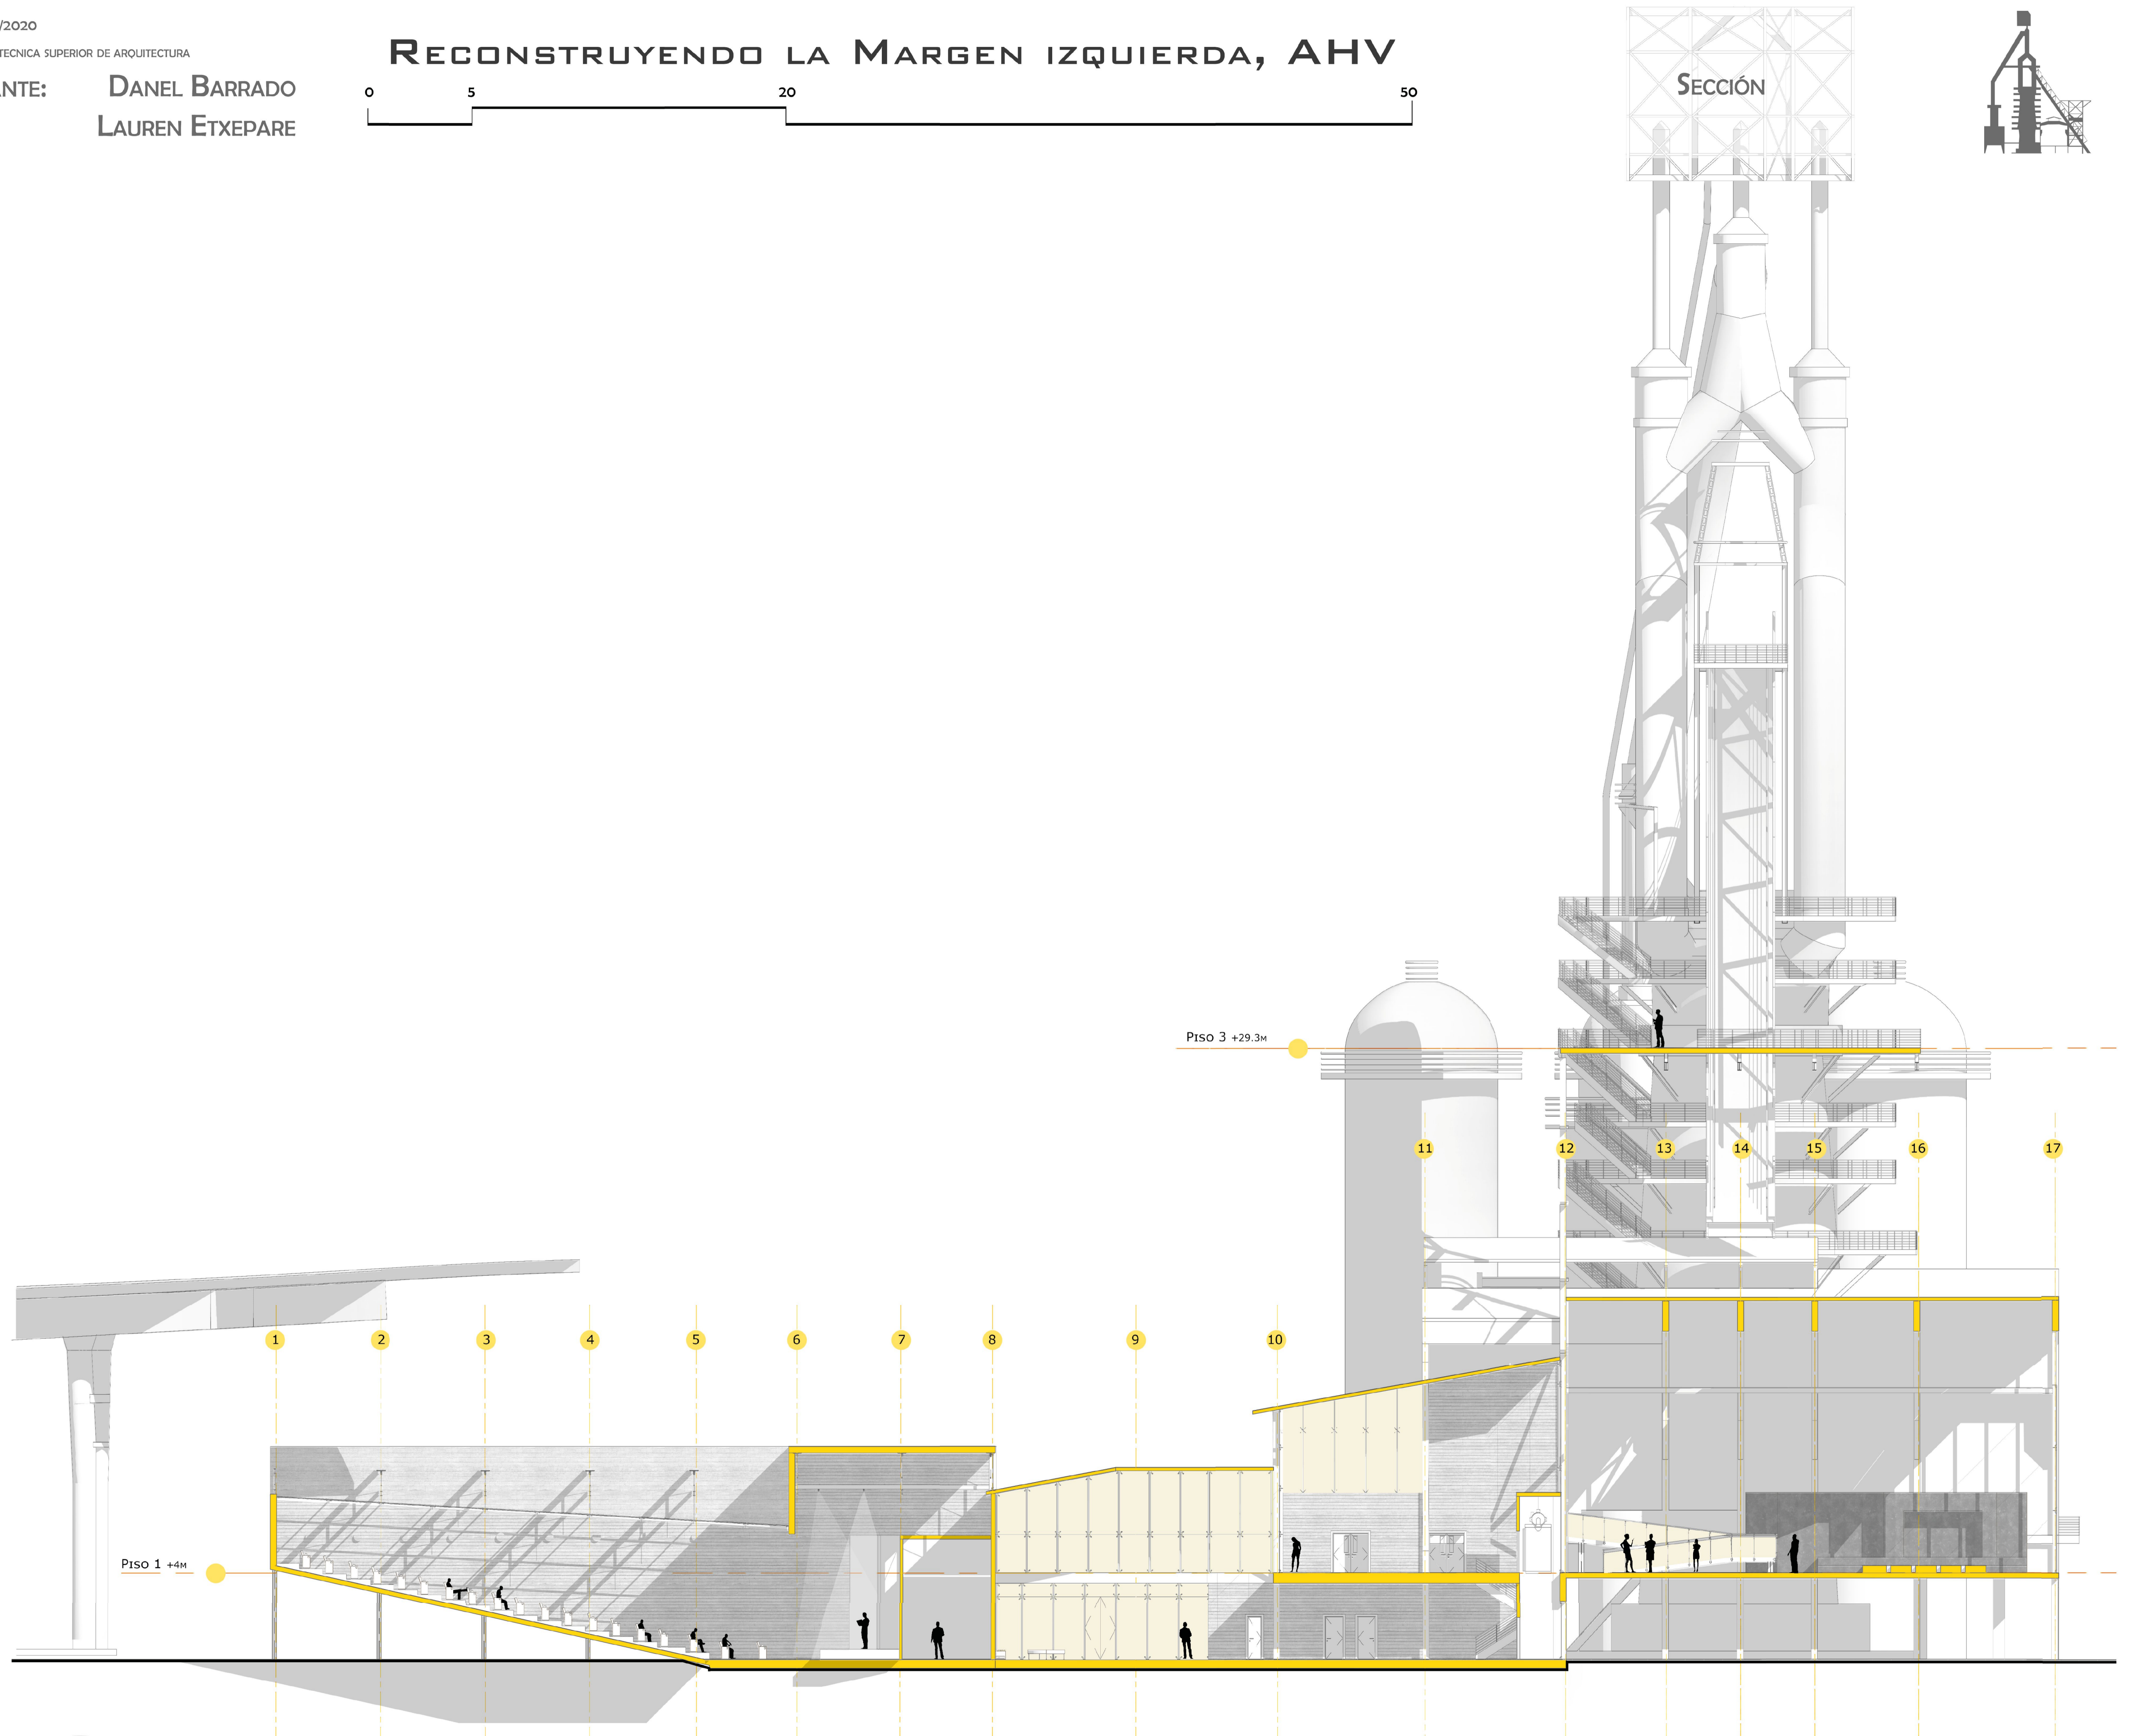 /2020
TECNICA SUPERIOR DE ARQUITECTURA
ANTE: DANEL BARRADO
LAUREN ETXEPARE
RECONSTRUYENDO LA MARGEN IZQUIERDA, AHV
0 5 20 50
SECCIÓN
PISO 3 +29.3M
11 12 13 14 15 16 17
1 2 3 4 5 6 7 8 9 10
PISO 1 +4M